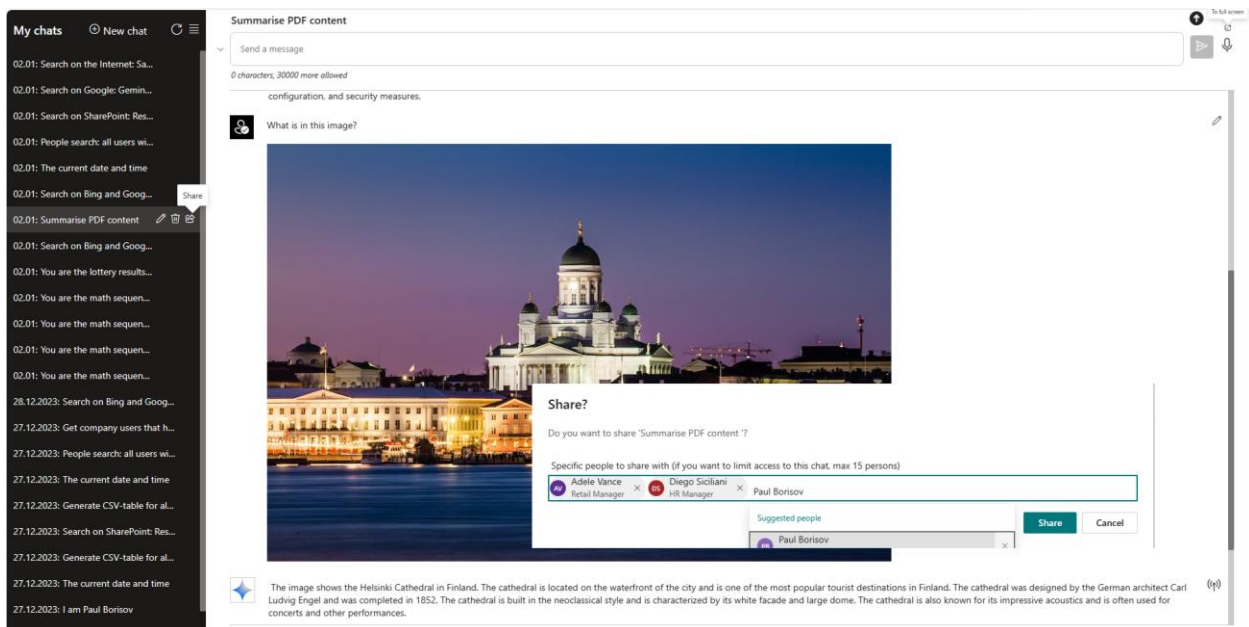 My chats
New chat
02.01: Search on the Internet: Sa...
02.01: Search on Google: Gemin...
02.01: Search on SharePoint: Res...
02.01: People search: all users wi...
02.01: The current date and time
02.01: Search on Bing and Goog...
Share
02.01: Summarise PDF content
02.01: Search on Bing and Goog...
02.01: You are the lottery results...
02.01: You are the math sequen...
02.01: You are the math sequen...
02.01: You are the math sequen...
02.01: You are the math sequen...
28.12.2023: Search on Bing and Goog...
27.12.2023: Get company users that h...
27.12.2023: People search: all users wi...
27.12.2023: The current date and time
27.12.2023: Generate CSV-table for al...
27.12.2023: Search on SharePoint: Res...
27.12.2023: Generate CSV-table for al...
27.12.2023: The current date and time
27.12.2023: I am Paul Borisov
Summarise PDF content
To full screen
Send a message
0 characters, 30000 more allowed
configuration, and security measures.
What is in this image?
Share?
Do you want to share 'Summarise PDF content '?
Specific people to share with (if you want to limit access to this chat, max 15 persons)
AV Adele Vance
Retail Manager
DS Diego Siciliani
HR Manager
Paul Borisov
Suggested people
PB Paul Borisov
Share
Cancel
The image shows the Helsinki Cathedral in Finland. The cathedral is located on the waterfront of the city and is one of the most popular tourist destinations in Finland. The cathedral was designed by the German architect Carl
Ludvig Engel and was completed in 1852. The cathedral is built in the neoclassical style and is characterized by its white facade and large dome. The cathedral is also known for its impressive acoustics and is often used for
concerts and other performances.